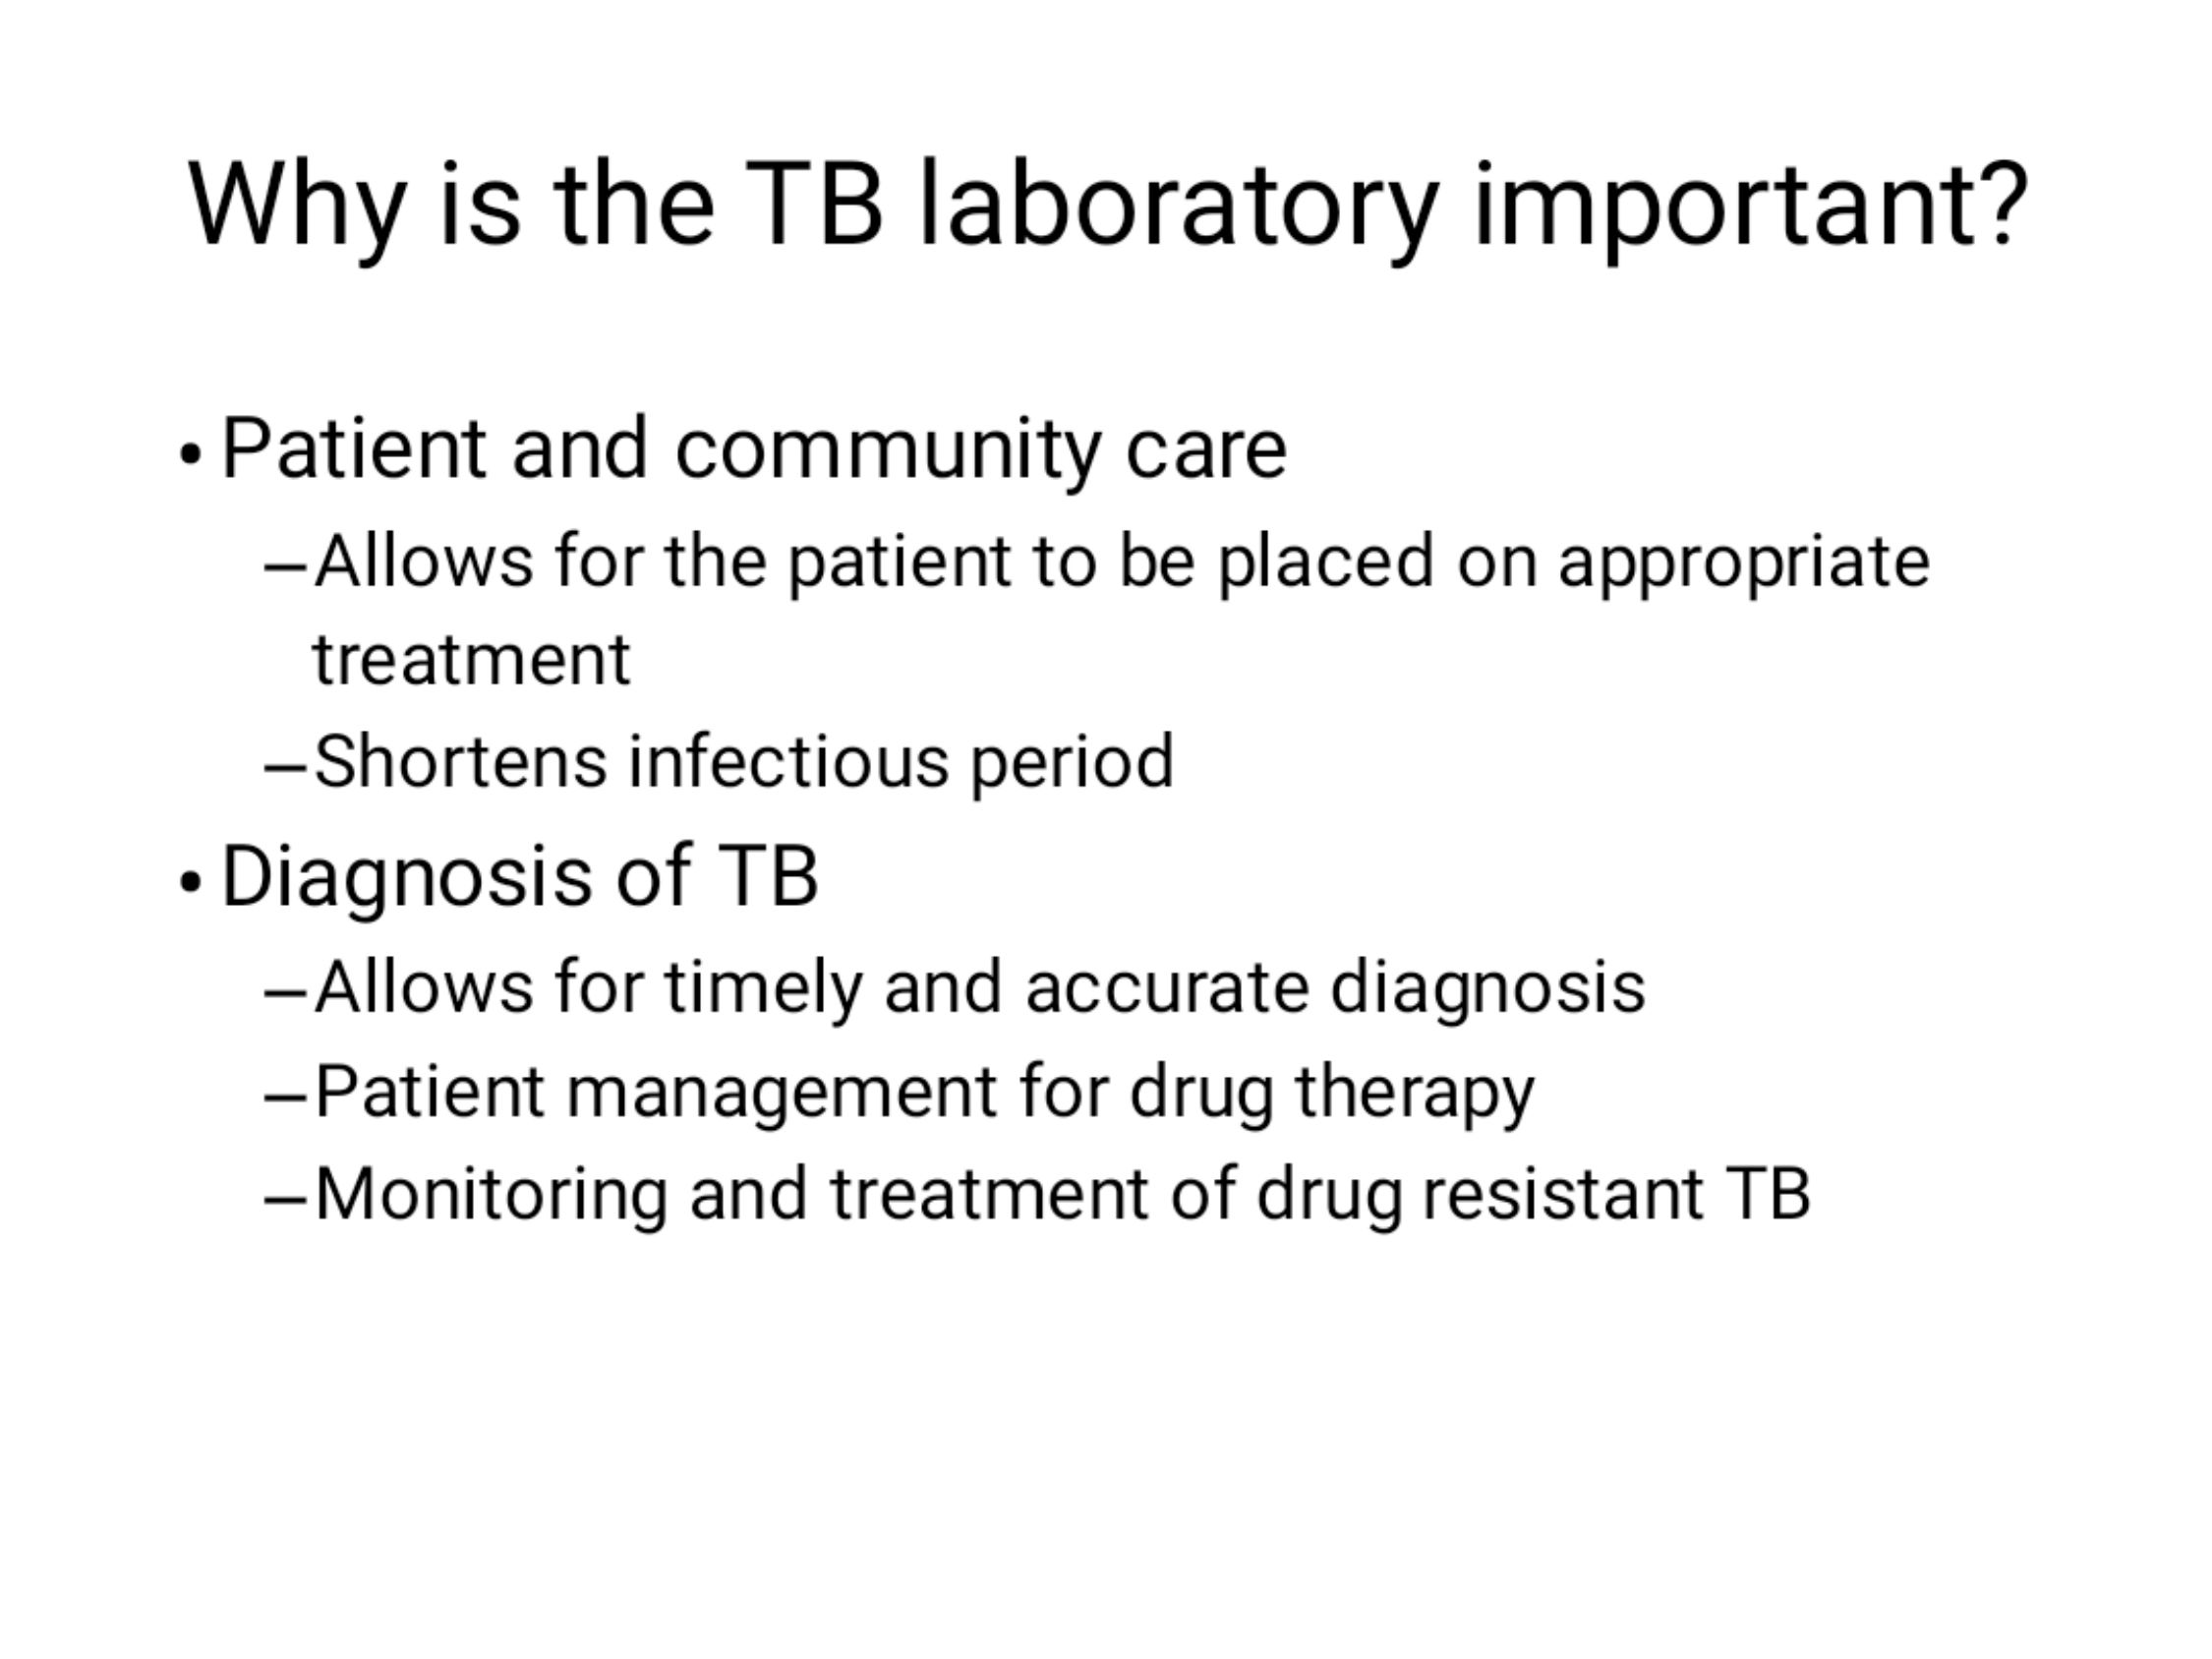 Why is the TB laboratory important?
• Patient and community care
–Allows for the patient to be placed on appropriate
treatment
–Shortens infectious period
• Diagnosis of TB
–Allows for timely and accurate diagnosis
–Patient management for drug therapy
–Monitoring and treatment of drug resistant TB